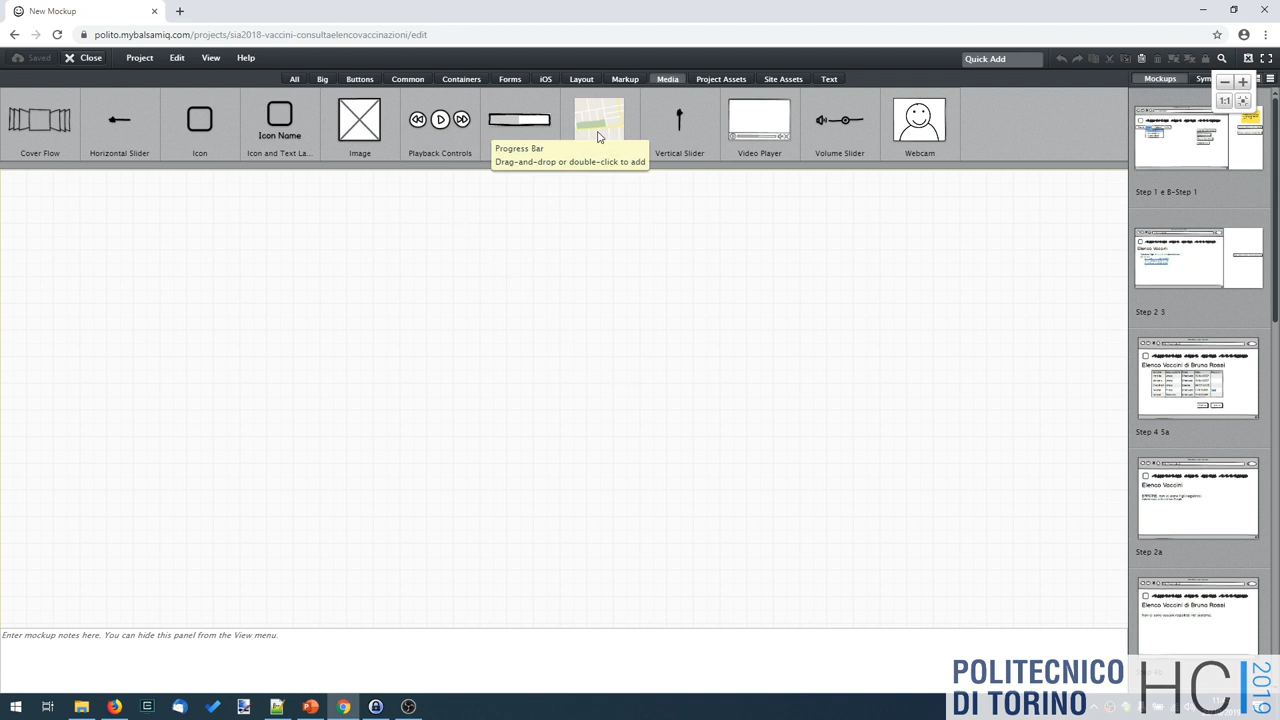 New Mockup
polito.mybalsamiq.com/projects/sia2018-vaccini-consultaelencovaccinazioni/edit
Saved Close Project Edit View Help Quick Add
All Big Buttons Common Containers Forms iOS Layout Markup Media Project Assets Site Assets Text Mockups Sym
1:1
Icon Name
Cover Flow Horizontal Slider Icon Icon and Text La... Image Playback Controls Vertical Slider Video Player Volume Slider Webcam
Progress Bar
Drag-and-drop or double-click to add
Step 1 e B-Step 1
Elenco Vaccini
Step 2 3
Elenco Vaccini di Bruno Rossi
Step 4 5a
Elenco Vaccini
Step 2a
Elenco Vaccini di Bruno Rossi
Enter mockup notes here. You can hide this panel from the View menu.
POLITECNICO
DI TORINO
HCI
2019